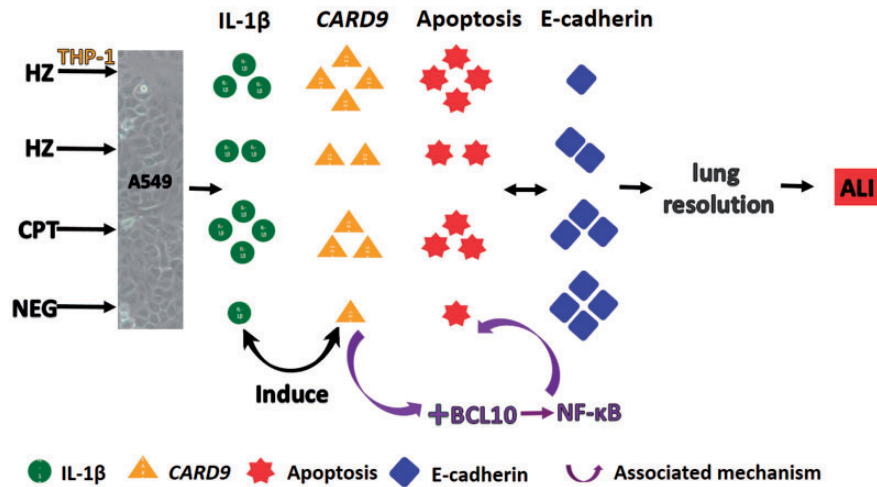 IL-1β CARD9 Apoptosis E-cadherin
THP-1
HZ
HZ
A549
lung
resolution
ALI
CPT
NEG
Induce
+BCL10 NF-κB
IL-1β CARD9 Apoptosis E-cadherin Associated mechanism